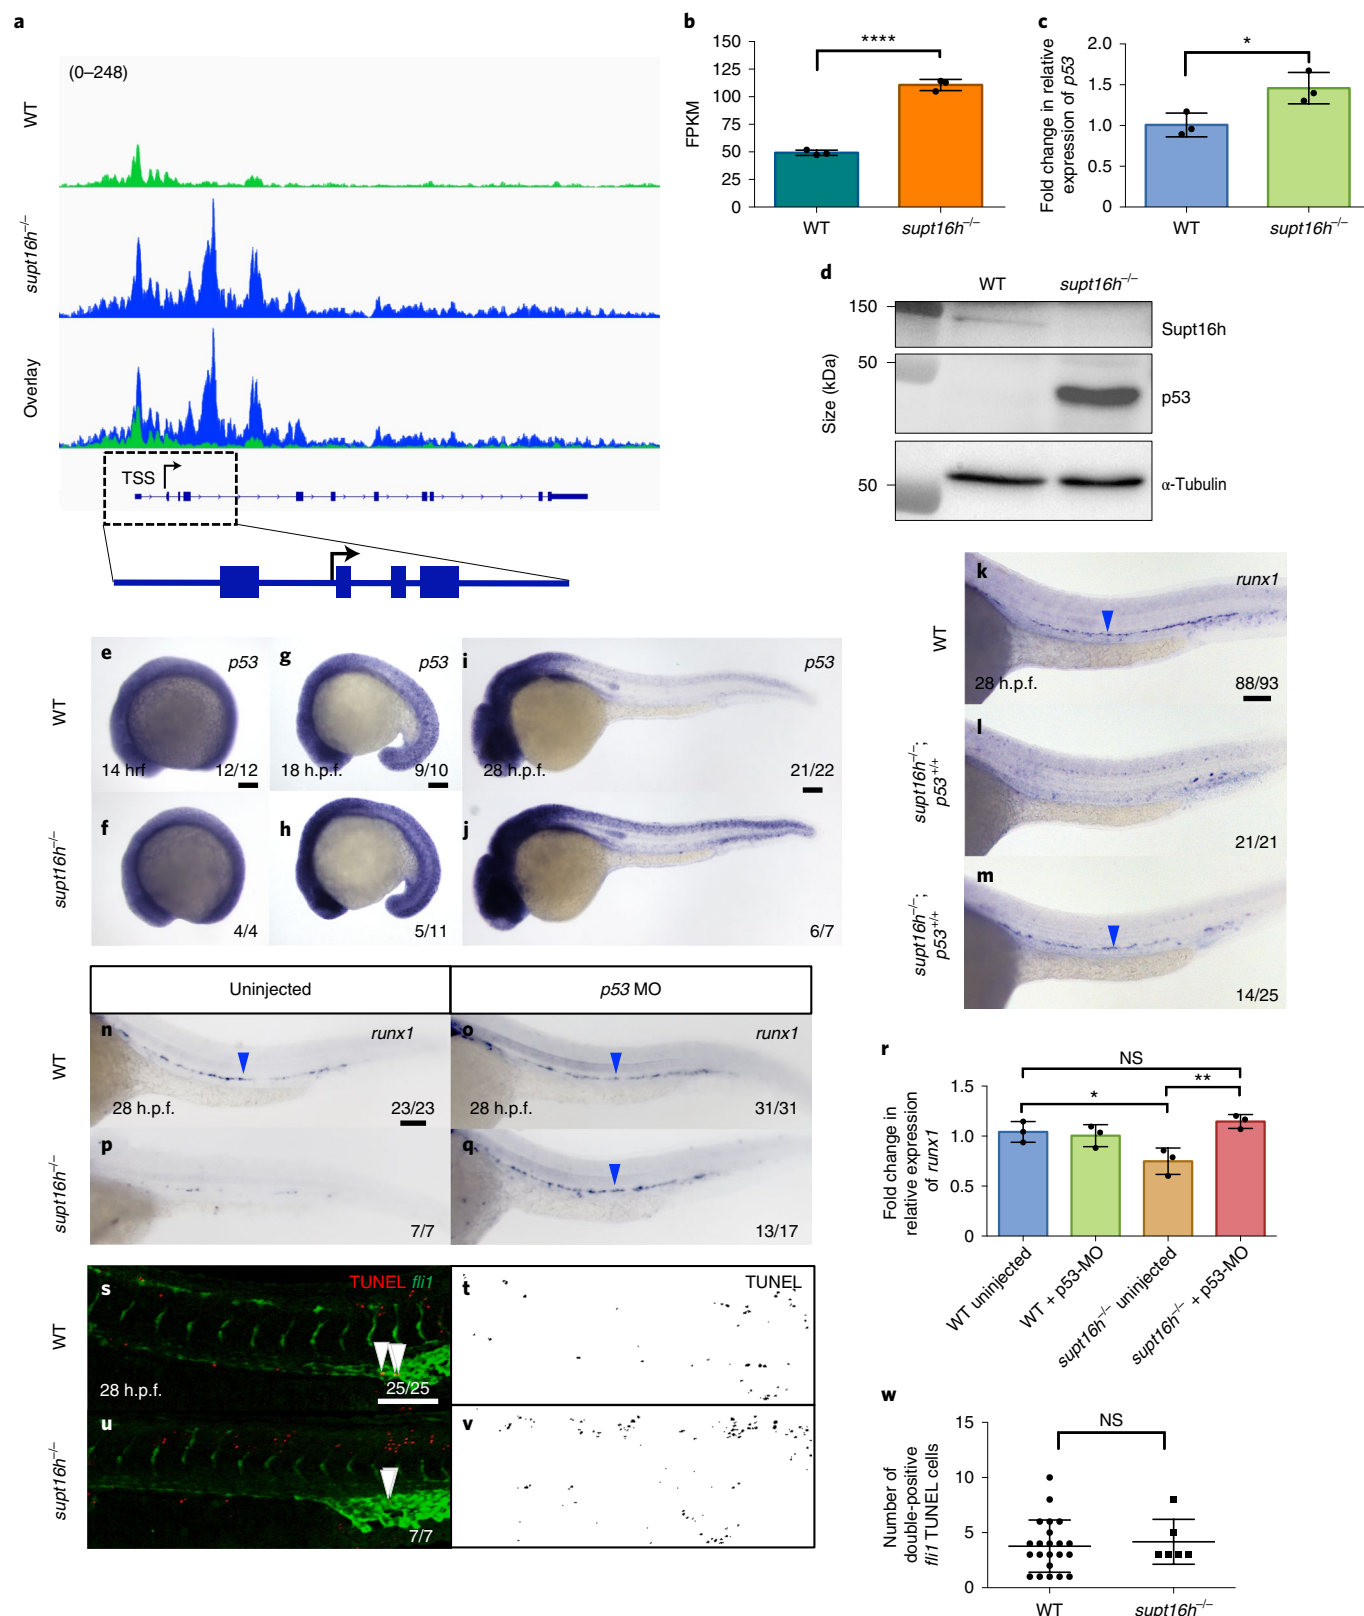 a
(0–248)
WT
supt16h–/–
Overlay
TSS
b
FPKM
150
125
100
75
50
25
0
****
WT
supt16h–/–
c
Fold change in relative
expression of p53
2.0
1.5
1.0
0.5
0
*
WT
supt16h–/–
d
WT
supt16h–/–
Size (kDa)
150
Supt16h
50
p53
50
α-Tubulin
WT
e
p53
14 hrf
12/12
g
p53
18 h.p.f.
9/10
i
p53
28 h.p.f.
21/22
supt16h–/–
f
4/4
h
5/11
j
6/7
WT
k
runx1
28 h.p.f.
88/93
supt16h–/–;
p53+/+
l
21/21
supt16h–/–;
p53+/+
m
14/25
Uninjected
p53 MO
WT
n
runx1
28 h.p.f.
23/23
o
runx1
28 h.p.f.
31/31
supt16h–/–
p
7/7
q
13/17
r
Fold change in
relative expression
of runx1
1.5
1.0
0.5
0
NS
*
**
WT uninjected
WT + p53-MO
supt16h–/– uninjected
supt16h–/– + p53-MO
WT
s
TUNEL fli1
28 h.p.f.
25/25
t
TUNEL
supt16h–/–
u
7/7
v
w
Number of
double-positive
fli1 TUNEL cells
15
10
5
0
NS
WT
supt16h–/–